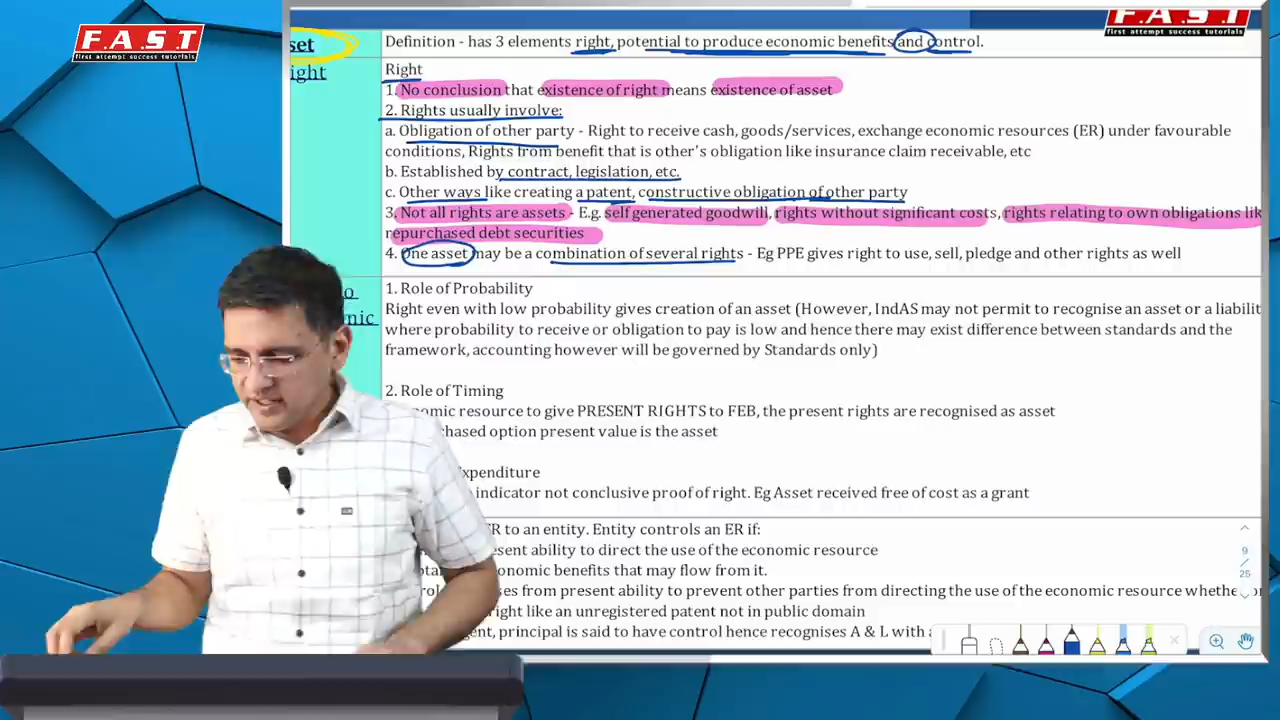 F.A.S.T
first attempt success tutorials
F.A.S.T
first attempt success tutorials
set
Definition - has 3 elements right, potential to produce economic benefits and control.
ight
Right
1. No conclusion that existence of right means existence of asset
2. Rights usually involve:
a. Obligation of other party - Right to receive cash, goods/services, exchange economic resources (ER) under favourable
conditions, Rights from benefit that is other's obligation like insurance claim receivable, etc
b. Established by contract, legislation, etc.
c. Other ways like creating a patent, constructive obligation of other party
3. Not all rights are assets - E.g. self generated goodwill, rights without significant costs, rights relating to own obligations lik
repurchased debt securities
4. One asset may be a combination of several rights - Eg PPE gives right to use, sell, pledge and other rights as well
o
nic
1. Role of Probability
Right even with low probability gives creation of an asset (However, IndAS may not permit to recognise an asset or a liabilit
where probability to receive or obligation to pay is low and hence there may exist difference between standards and the
framework, accounting however will be governed by Standards only)
2. Role of Timing
nomic resource to give PRESENT RIGHTS to FEB, the present rights are recognised as asset
chased option present value is the asset
xpenditure
indicator not conclusive proof of right. Eg Asset received free of cost as a grant
R to an entity. Entity controls an ER if:
esent ability to direct the use of the economic resource
onomic benefits that may flow from it.
es from present ability to prevent other parties from directing the use of the economic resource whethe
right like an unregistered patent not in public domain
gent, principal is said to have control hence recognises A & L with
9
/
25